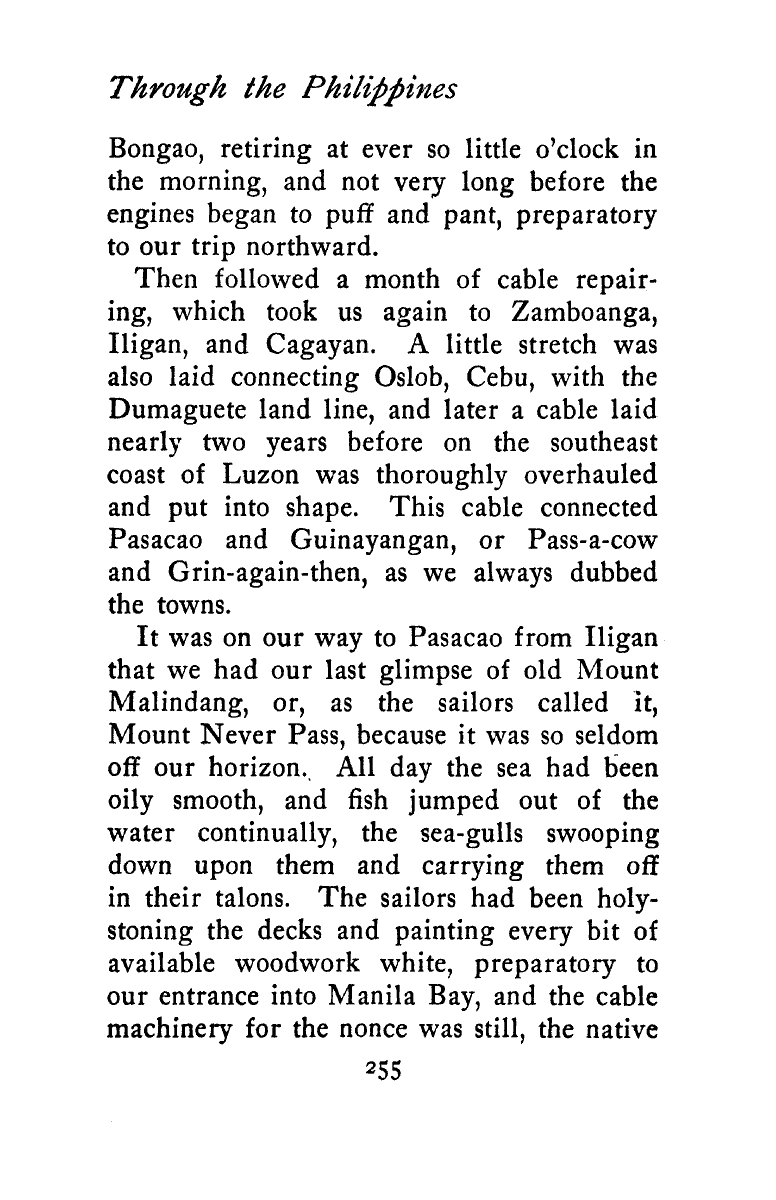 Through the Philippines
Bongao, retiring at ever so little o'clock in
the morning, and not very long before the
engines began to puff and pant, preparatory
to our trip northward.
Then followed a month of cable repair-
ing, which took us again to Zamboanga,
Iligan, and Cagayan. A little stretch was
also laid connecting Oslob, Cebu, with the
Dumaguete land line, and later a cable laid
nearly two years before on the southeast
coast of Luzon was thoroughly overhauled
and put into shape. This cable connected
Pasacao and Guinayangan, or Pass-a-cow
and Grin-again-then, as we always dubbed
the towns.
It was on our way to Pasacao from Iligan
that we had our last glimpse of old Mount
Malindang, or, as the sailors called it,
Mount Never Pass, because it was so seldom
off our horizon. All day the sea had been
oily smooth, and fish jumped out of the
water continually, the sea-gulls swooping
down upon them and carrying them off
in their talons. The sailors had been holy-
stoning the decks and painting every bit of
available woodwork white, preparatory to
our entrance into Manila Bay, and the cable
machinery for the nonce was still, the native
255